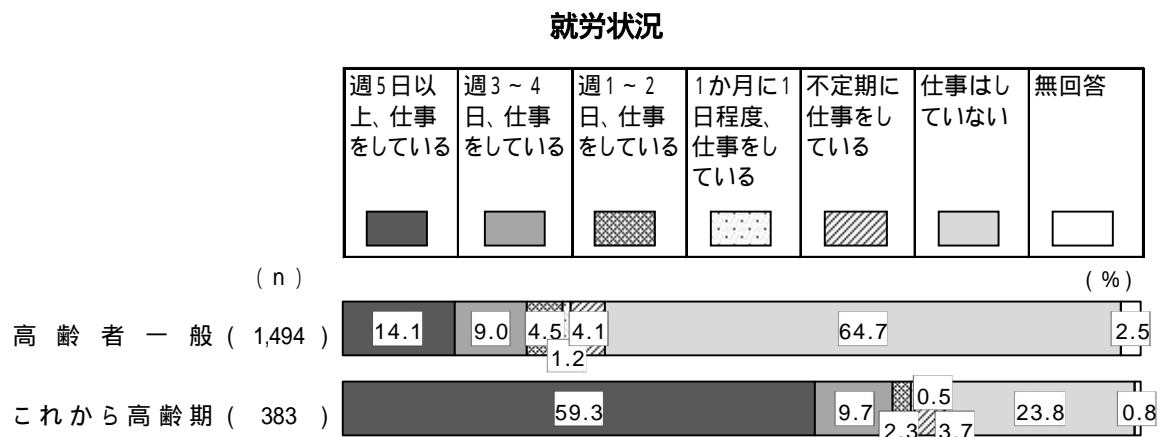 就労状況
週5日以
上、仕事
をしている
週3~4
日、仕事
をしている
週1~2
日、仕事
をしている
1か月に1
日程度、
仕事をし
ている
不定期に
仕事をし
ている
仕事はし
ていない
無回答
(n)
(%)
高齢者一般( 1,494 )
14.1 9.0 4.5 1.2 4.1 64.7 2.5
これから高齢期( 383 )
59.3 9.7 2.3 0.5 3.7 23.8 0.8